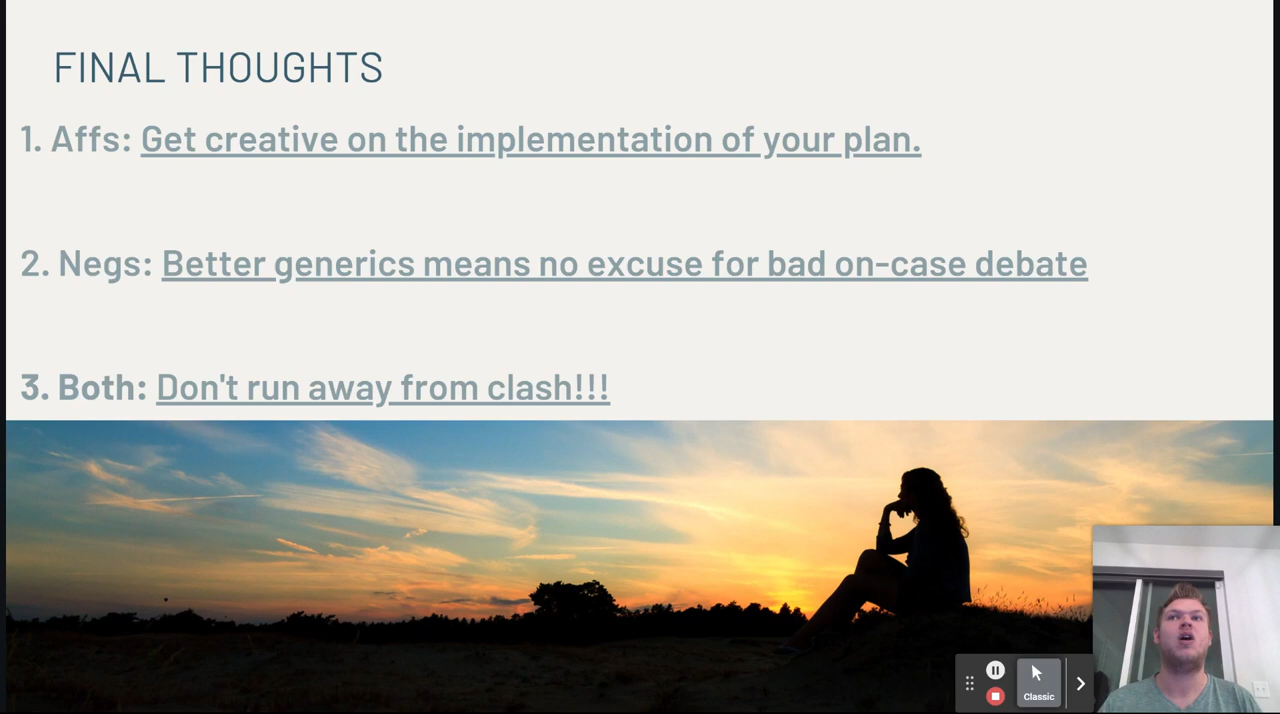 FINAL THOUGHTS
1. Affs: Get creative on the implementation of your plan.
2. Negs: Better generics means no excuse for bad on-case debate
3. Both: Don't run away from clash!!!
Classic